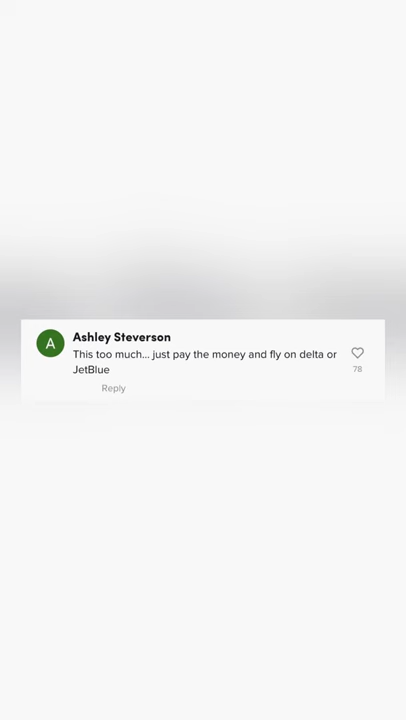 A
Ashley Steverson
This too much... just pay the money and fly on delta or
JetBlue
78
Reply